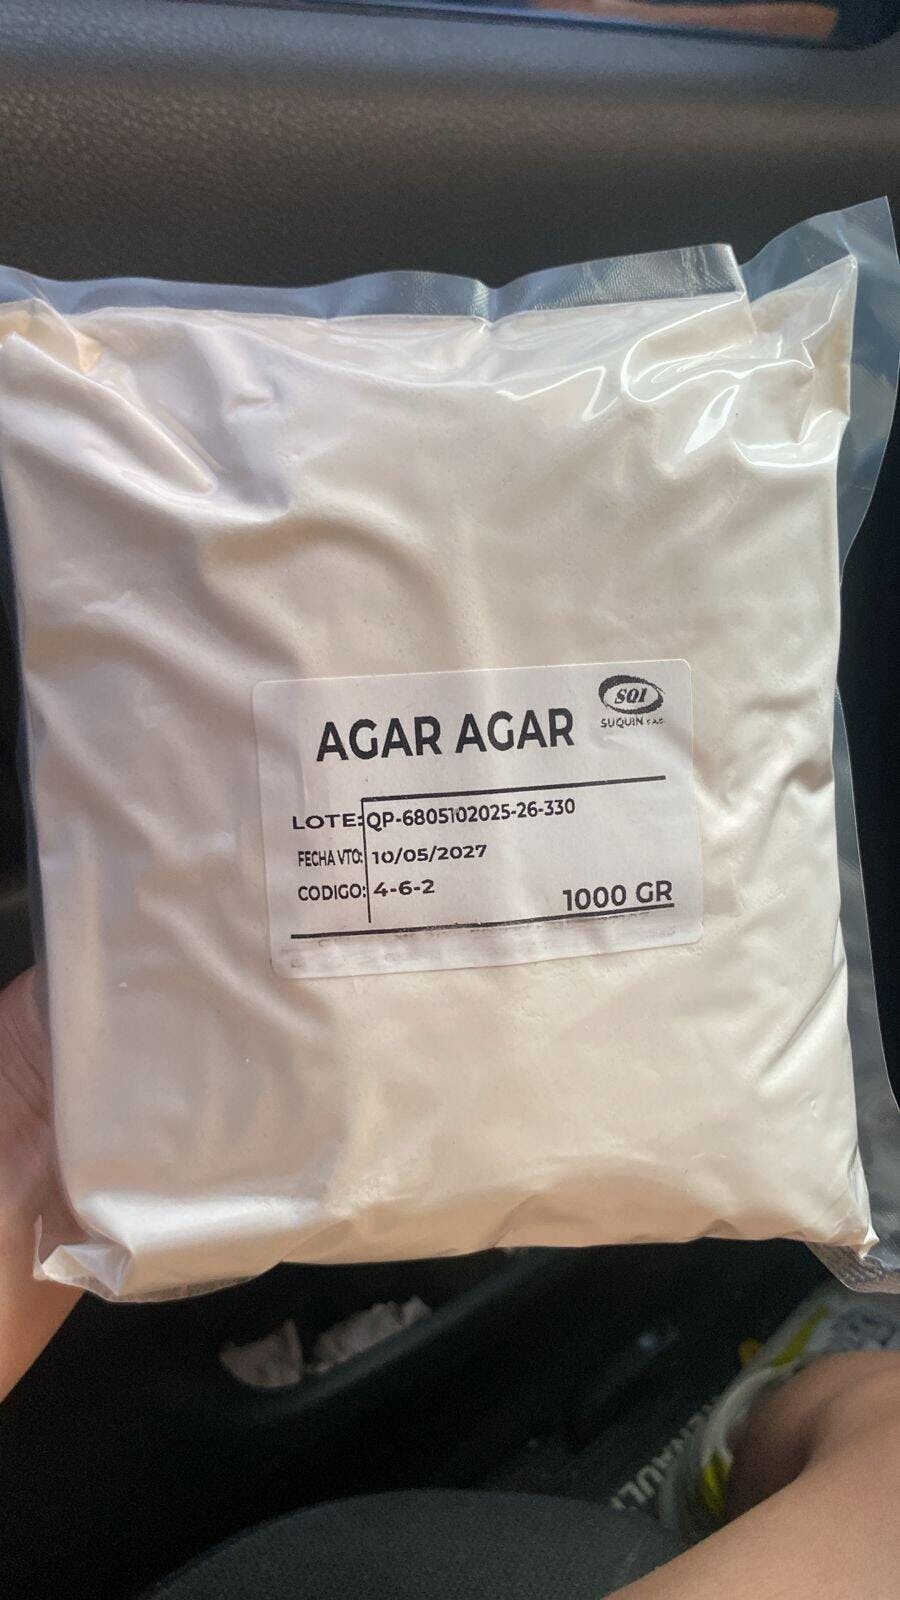 SQI
SUQUIN S.A.S.
AGAR AGAR
LOTE: QP-6805102025-26-330
FECHA VTO: 10/05/2027
CODIGO: 4-6-2
1000 GR
RENAULT